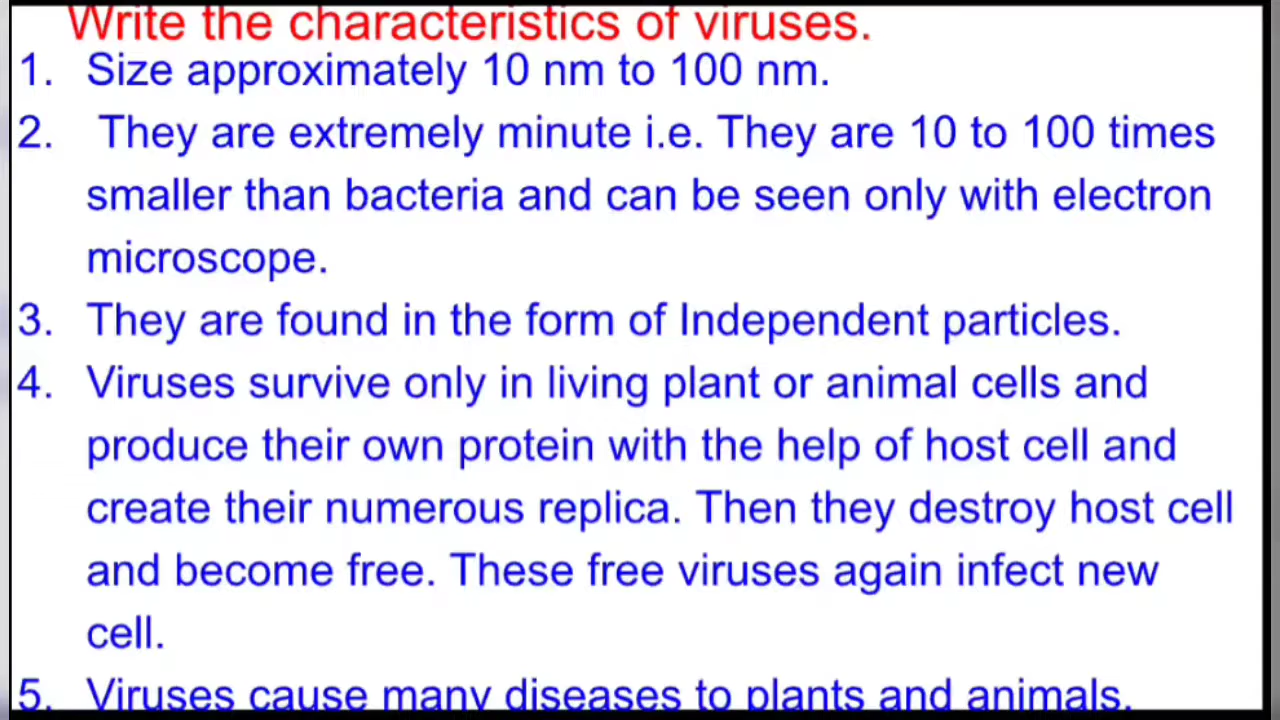 Write the characteristics of viruses.
1. Size approximately 10 nm to 100 nm.
2. They are extremely minute i.e. They are 10 to 100 times
smaller than bacteria and can be seen only with electron
microscope.
3. They are found in the form of Independent particles.
4. Viruses survive only in living plant or animal cells and
produce their own protein with the help of host cell and
create their numerous replica. Then they destroy host cell
and become free. These free viruses again infect new
cell.
5. Viruses cause many diseases to plants and animals.